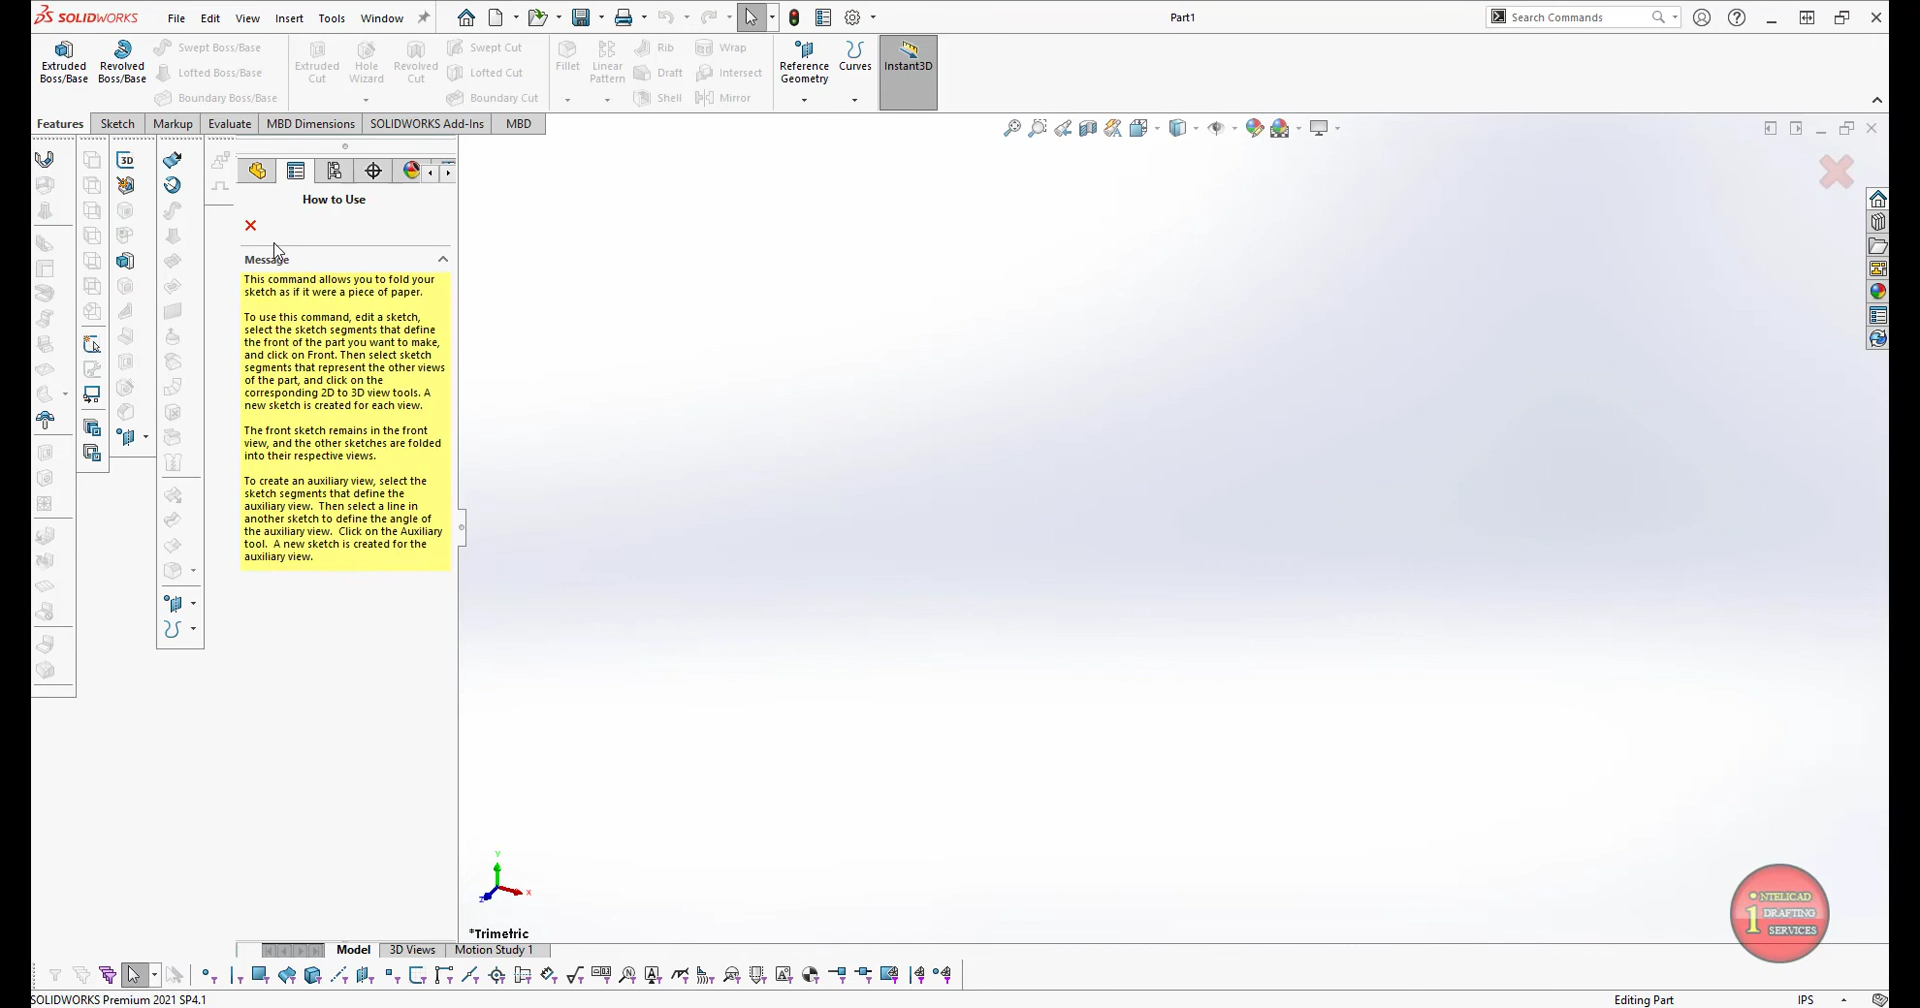 SOLIDWORKS File Edit View Insert Tools Window
Part1
Search Commands
Extruded Boss/Base
Revolved Boss/Base
Swept Boss/Base
Lofted Boss/Base
Boundary Boss/Base
Extruded Cut
Hole Wizard
Revolved Cut
Swept Cut
Lofted Cut
Boundary Cut
Fillet
Linear Pattern
Rib
Draft
Shell
Wrap
Intersect
Mirror
Reference Geometry
Curves
Instant3D
Features Sketch Markup Evaluate MBD Dimensions SOLIDWORKS Add-Ins MBD
3D
How to Use
Message
This command allows you to fold your
sketch as if it were a piece of paper.
To use this command, edit a sketch,
select the sketch segments that define
the front of the part you want to make,
and click on Front. Then select sketch
segments that represent the other views
of the part, and click on the
corresponding 2D to 3D view tools. A
new sketch is created for each view.
The front sketch remains in the front
view, and the other sketches are folded
into their respective views.
To create an auxiliary view, select the
sketch segments that define the
auxiliary view. Then select a line in
another sketch to define the angle of
the auxiliary view. Click on the Auxiliary
tool. A new sketch is created for the
auxiliary view.
Y
X
Z
*Trimetric
NTELICAD
1 DRAFTING
SERVICES
Model 3D Views Motion Study 1
SOLIDWORKS Premium 2021 SP4.1
Editing Part
IPS